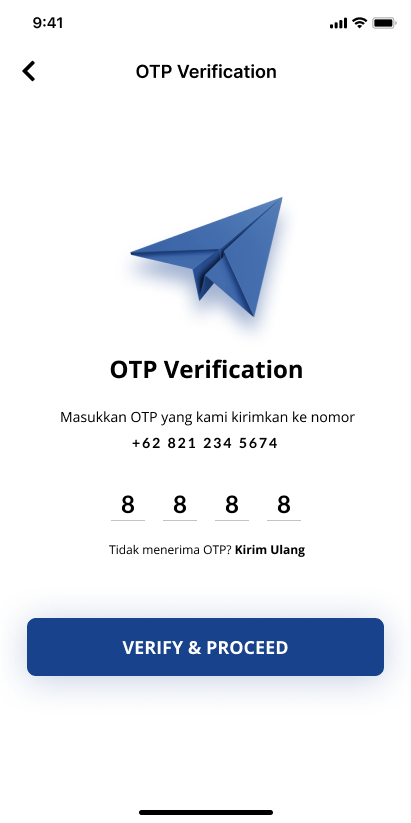 9:41
OTP Verification
OTP Verification
Masukkan OTP yang kami kirimkan ke nomor
+62 821 234 5674
8 8 8 8
Tidak menerima OTP? Kirim Ulang
VERIFY & PROCEED